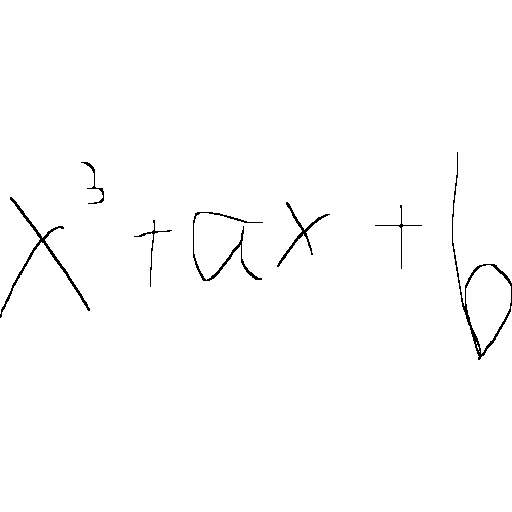 x³ + ax + b